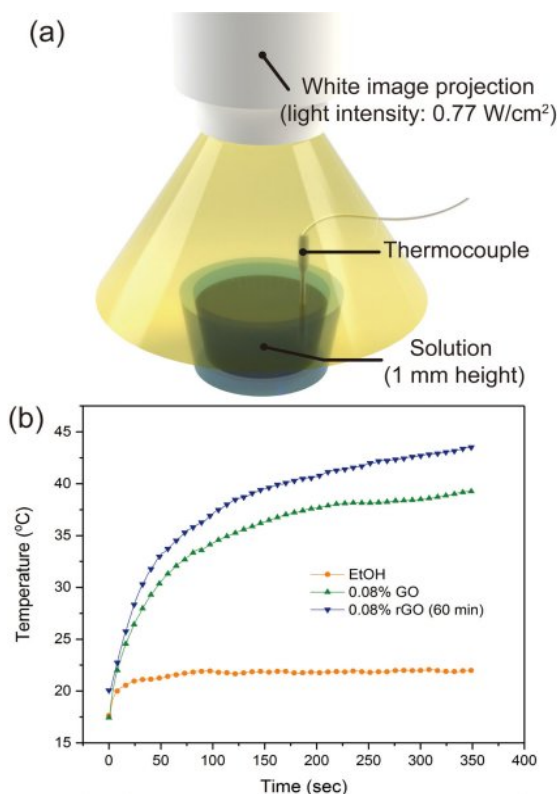 (a)
White image projection
(light intensity: 0.77 W/cm²)
Thermocouple
Solution
(1 mm height)
(b)
45
40
35
30
25
20
15
Temperature (ºC)
EtOH
0.08% GO
0.08% rGO (60 min)
0 50 100 150 200 250 300 350 400
Time (sec)